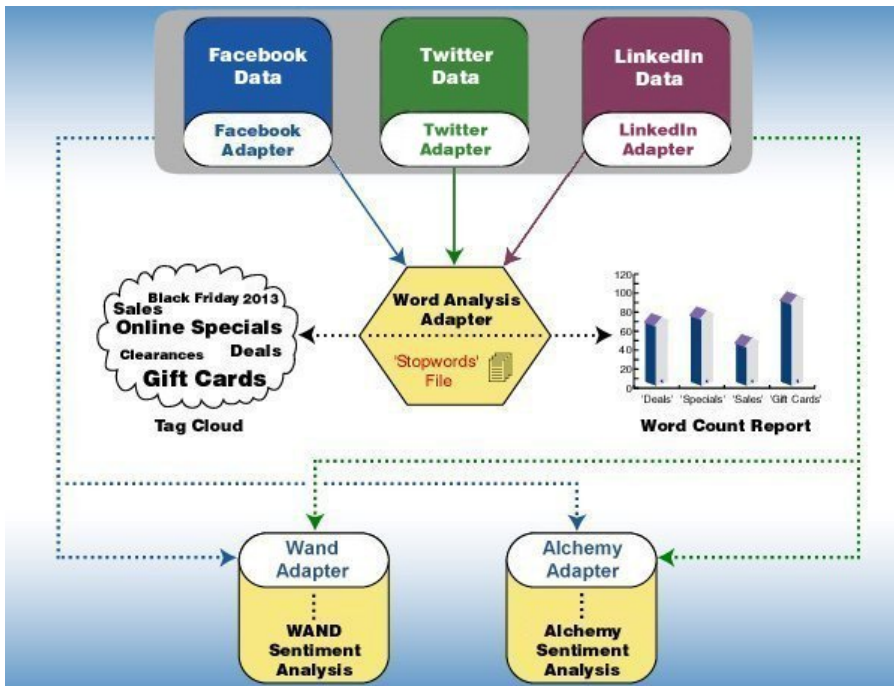 Facebook
Data
Twitter
Data
LinkedIn
Data
Facebook
Adapter
Twitter
Adapter
LinkedIn
Adapter
Black Friday 2013
Sales
Online Specials
Clearances
Deals
Gift Cards
Tag Cloud
Word Analysis
Adapter
'Stopwords'
File
120
100
80
60
40
20
0
'Deals' 'Specials' 'Sales' 'Gift Cards'
Word Count Report
Wand
Adapter
WAND
Sentiment
Analysis
Alchemy
Adapter
Alchemy
Sentiment
Analysis